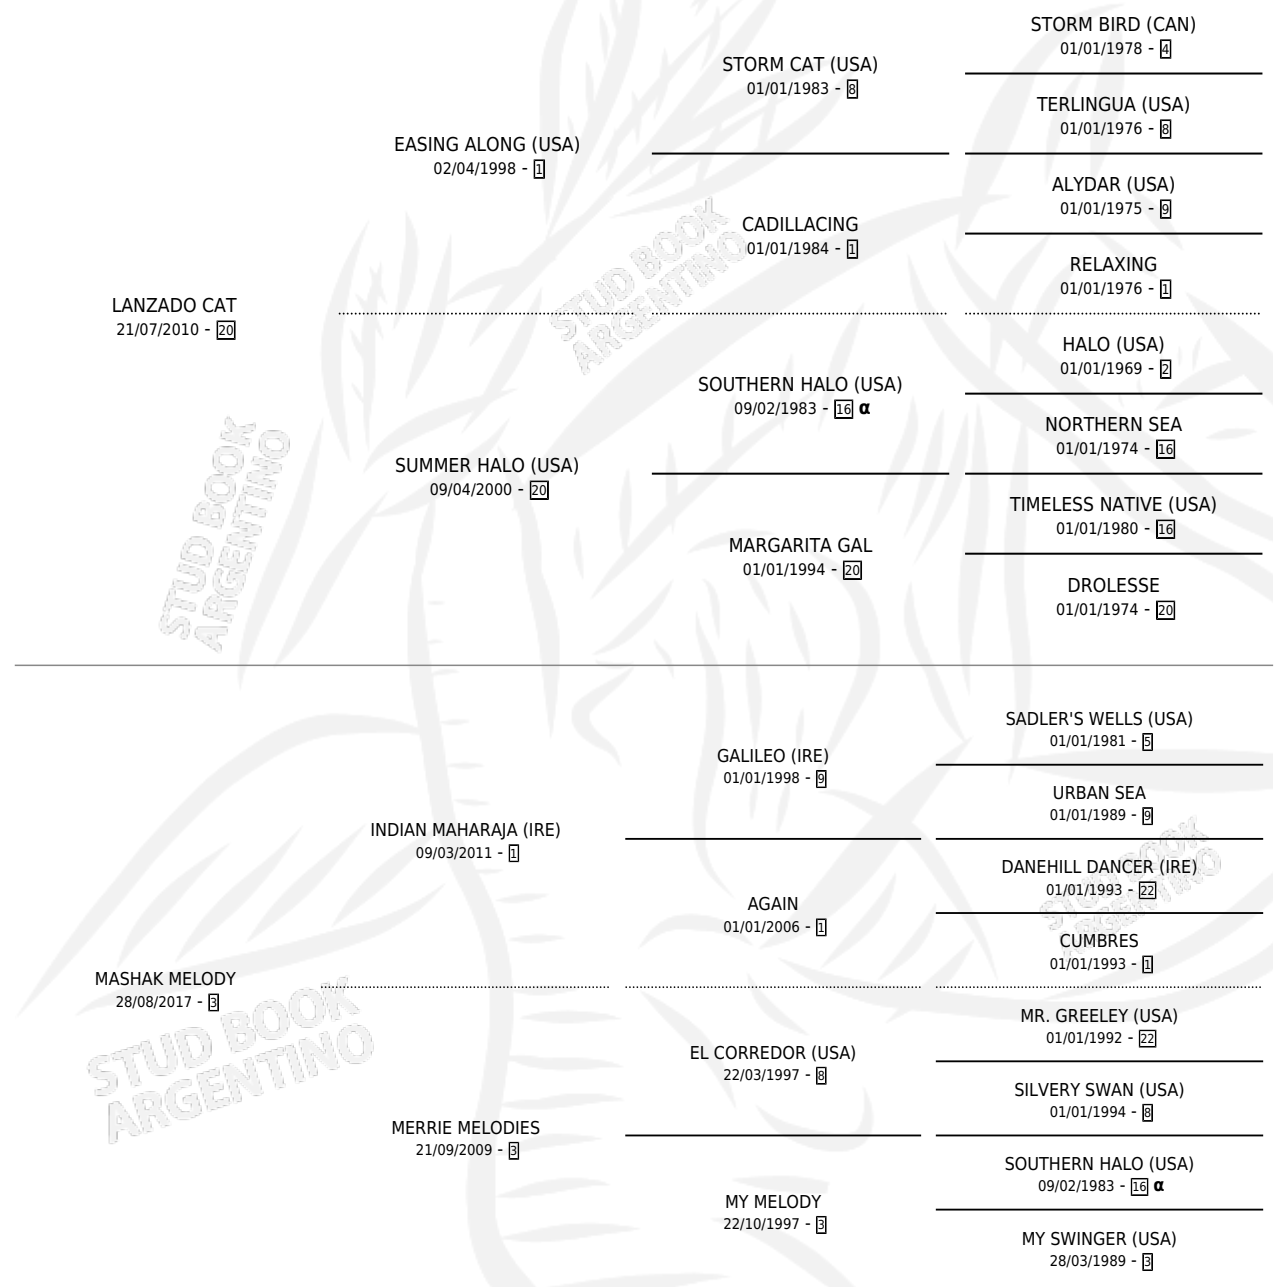 STORM BIRD (CAN)
01/01/1978 - 4
STORM CAT (USA)
01/01/1983 - 8
TERLINGUA (USA)
01/01/1976 - 8
EASING ALONG (USA)
02/04/1998 - 1
ALYDAR (USA)
01/01/1975 - 9
CADILLACING
01/01/1984 - 1
RELAXING
01/01/1976 - 1
LANZADO CAT
21/07/2010 - 20
HALO (USA)
01/01/1969 - 2
SOUTHERN HALO (USA)
09/02/1983 - 16 α
NORTHERN SEA
01/01/1974 - 16
SUMMER HALO (USA)
09/04/2000 - 20
TIMELESS NATIVE (USA)
01/01/1980 - 16
MARGARITA GAL
01/01/1994 - 20
DROLESSE
01/01/1974 - 20
SADLER'S WELLS (USA)
01/01/1981 - 5
GALILEO (IRE)
01/01/1998 - 9
URBAN SEA
01/01/1989 - 9
INDIAN MAHARAJA (IRE)
09/03/2011 - 1
DANEHILL DANCER (IRE)
01/01/1993 - 22
AGAIN
01/01/2006 - 1
CUMBRES
01/01/1993 - 1
MASHAK MELODY
28/08/2017 - 3
MR. GREELEY (USA)
01/01/1992 - 22
EL CORREDOR (USA)
22/03/1997 - 8
SILVERY SWAN (USA)
01/01/1994 - 8
MERRIE MELODIES
21/09/2009 - 3
SOUTHERN HALO (USA)
09/02/1983 - 16 α
MY MELODY
22/10/1997 - 3
MY SWINGER (USA)
28/03/1989 - 3
STUD BOOK
ARGENTINO
STUD BOOK
ARGENTINO
STUD BOOK
ARGENTINO
STUD BOOK
ARGENTINO